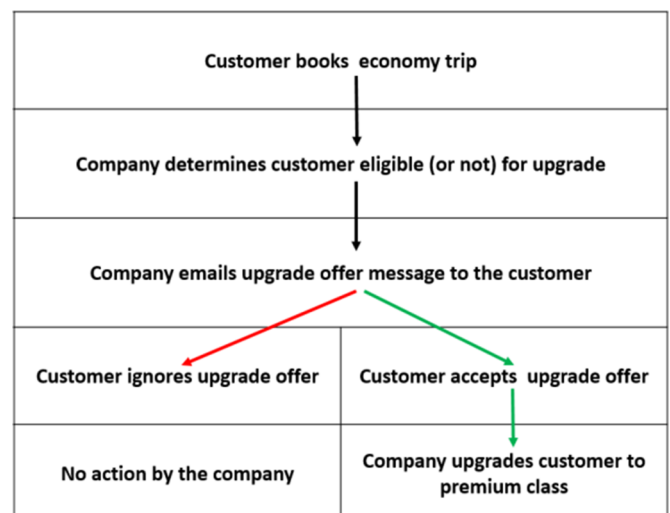 Customer books economy trip
Company determines customer eligible (or not) for upgrade
Company emails upgrade offer message to the customer
Customer ignores upgrade offer
Customer accepts upgrade offer
No action by the company
Company upgrades customer to
premium class